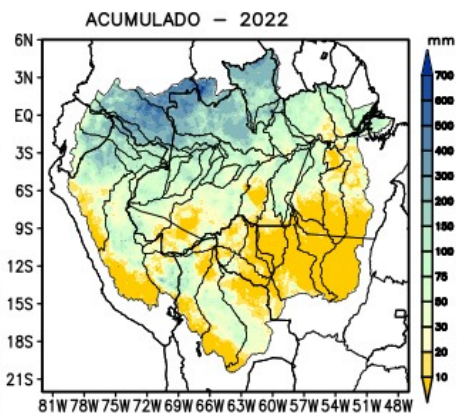 ACUMULADO – 2022
mm
6N
3N
EQ
3S
6S
9S
12S
15S
18S
21S
700
600
500
400
300
200
150
100
75
50
30
20
10
81W 78W 75W 72W 69W 66W 63W 60W 57W 54W 51W 48W